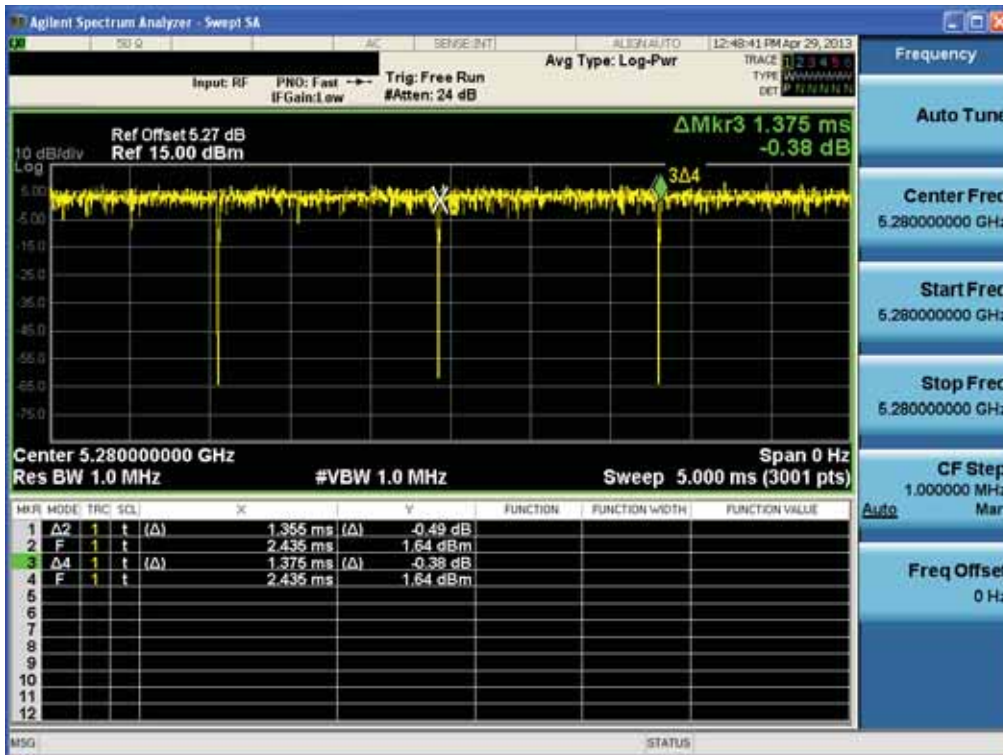 Agilent Spectrum Analyzer - Swept SA
50 Ω AC SENSE:INT ALIGN AUTO 12:48:41 PM Apr 29, 2013
Frequency
Input: RF PNO: Fast Trig: Free Run Avg Type: Log-Pwr TRACE 1 2 3 4 5 6
IFGain:Low #Atten: 24 dB TYPE
DET P N N N N N
Auto Tune
Ref Offset 5.27 dB ΔMkr3 1.375 ms
10 dB/div Ref 15.00 dBm -0.38 dB
Log
3Δ4
5.00
-5.00
-15.0
-25.0
-35.0
-45.0
-55.0
-65.0
-75.0
Center Freq
5.280000000 GHz
Start Freq
5.280000000 GHz
Stop Freq
5.280000000 GHz
Center 5.280000000 GHz Span 0 Hz
Res BW 1.0 MHz #VBW 1.0 MHz Sweep 5.000 ms (3001 pts)
CF Step
1.000000 MHz
Auto Man
MKR MODE TRC SCL X Y FUNCTION FUNCTION WIDTH FUNCTION VALUE
1 Δ2 1 t (Δ) 1.355 ms (Δ) -0.49 dB
2 F 1 t 2.435 ms 1.64 dBm
3 Δ4 1 t (Δ) 1.375 ms (Δ) -0.38 dB
4 F 1 t 2.435 ms 1.64 dBm
5
6
7
8
9
10
11
12
Freq Offset
0 Hz
MSG STATUS